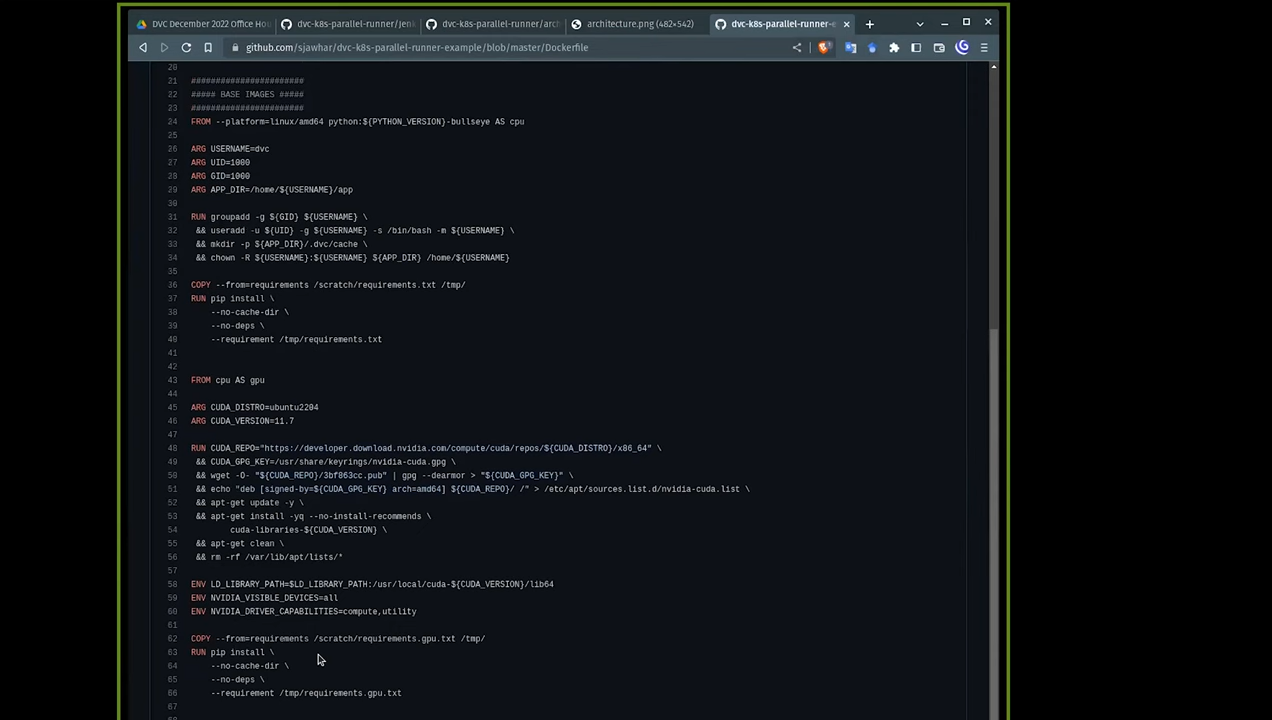 DVC December 2022 Office Hou
dvc-k8s-parallel-runner/jenk
dvc-k8s-parallel-runner/arch
architecture.png (482×542)
dvc-k8s-parallel-runner-e
github.com/sjawhar/dvc-k8s-parallel-runner-example/blob/master/Dockerfile
20
21 #######################
22 ##### BASE IMAGES #####
23 #######################
24 FROM --platform=linux/amd64 python:${PYTHON_VERSION}-bullseye AS cpu
25
26 ARG USERNAME=dvc
27 ARG UID=1000
28 ARG GID=1000
29 ARG APP_DIR=/home/${USERNAME}/app
30
31 RUN groupadd -g ${GID} ${USERNAME} \
32 && useradd -u ${UID} -g ${USERNAME} -s /bin/bash -m ${USERNAME} \
33 && mkdir -p ${APP_DIR}/.dvc/cache \
34 && chown -R ${USERNAME}:${USERNAME} ${APP_DIR} /home/${USERNAME}
35
36 COPY --from=requirements /scratch/requirements.txt /tmp/
37 RUN pip install \
38 --no-cache-dir \
39 --no-deps \
40 --requirement /tmp/requirements.txt
41
42
43 FROM cpu AS gpu
44
45 ARG CUDA_DISTRO=ubuntu2204
46 ARG CUDA_VERSION=11.7
47
48 RUN CUDA_REPO="https://developer.download.nvidia.com/compute/cuda/repos/${CUDA_DISTRO}/x86_64" \
49 && CUDA_GPG_KEY=/usr/share/keyrings/nvidia-cuda.gpg \
50 && wget -O- "${CUDA_REPO}/3bf863cc.pub" | gpg --dearmor > "${CUDA_GPG_KEY}" \
51 && echo "deb [signed-by=${CUDA_GPG_KEY} arch=amd64] ${CUDA_REPO}/ /" > /etc/apt/sources.list.d/nvidia-cuda.list \
52 && apt-get update -y \
53 && apt-get install -yq --no-install-recommends \
54 cuda-libraries-${CUDA_VERSION} \
55 && apt-get clean \
56 && rm -rf /var/lib/apt/lists/*
57
58 ENV LD_LIBRARY_PATH=$LD_LIBRARY_PATH:/usr/local/cuda-${CUDA_VERSION}/lib64
59 ENV NVIDIA_VISIBLE_DEVICES=all
60 ENV NVIDIA_DRIVER_CAPABILITIES=compute,utility
61
62 COPY --from=requirements /scratch/requirements.gpu.txt /tmp/
63 RUN pip install \
64 --no-cache-dir \
65 --no-deps \
66 --requirement /tmp/requirements.gpu.txt
67